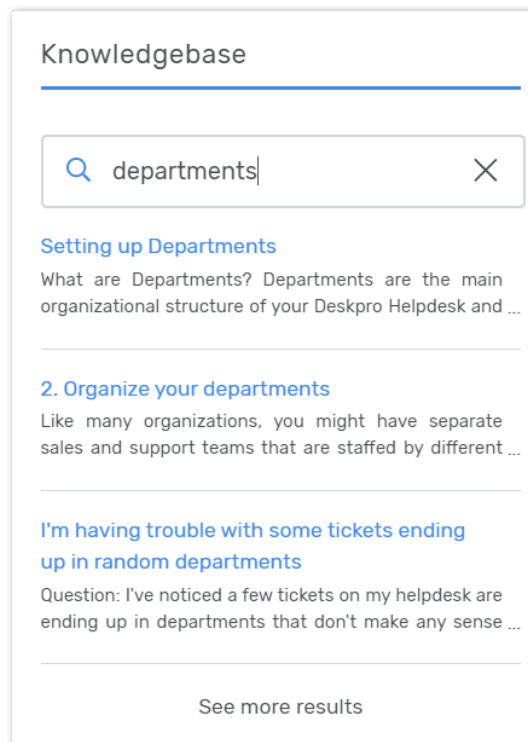 Knowledgebase
departments
Setting up Departments
What are Departments? Departments are the main
organizational structure of your Deskpro Helpdesk and ...
2. Organize your departments
Like many organizations, you might have separate
sales and support teams that are staffed by different ...
I'm having trouble with some tickets ending
up in random departments
Question: I've noticed a few tickets on my helpdesk are
ending up in departments that don't make any sense ...
See more results